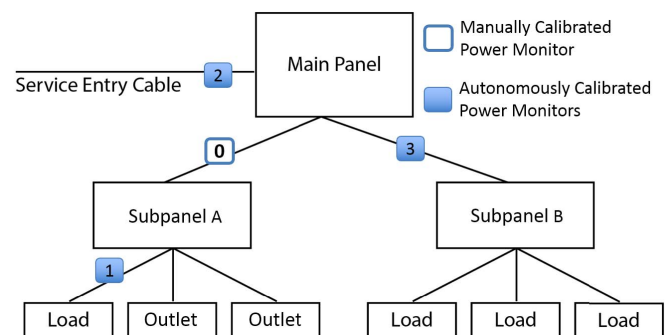 Manually Calibrated
Power Monitor
Main Panel
2
Service Entry Cable
Autonomously Calibrated
Power Monitors
0
3
Subpanel A
Subpanel B
1
Load
Outlet
Outlet
Load
Load
Load